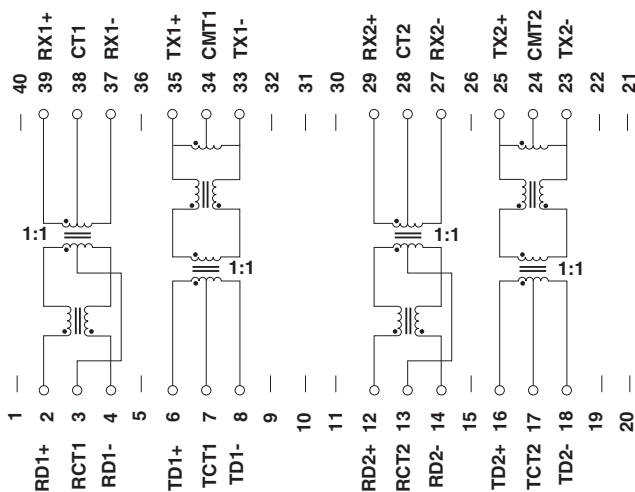 40
39 RX1+
38 CT1
37 RX1-
36
35 TX1+
34 CMT1
33 TX1-
32
31
30
29 RX2+
28 CT2
27 RX2-
26
25 TX2+
24 CMT2
23 TX2-
22
21
1:1
1:1
1:1
1:1
1
RD1+ 2
RCT1 3
RD1- 4
5
TD1+ 6
TCT1 7
TD1- 8
9
10
11
RD2+ 12
RCT2 13
RD2- 14
15
TD2+ 16
TCT2 17
TD2- 18
19
20